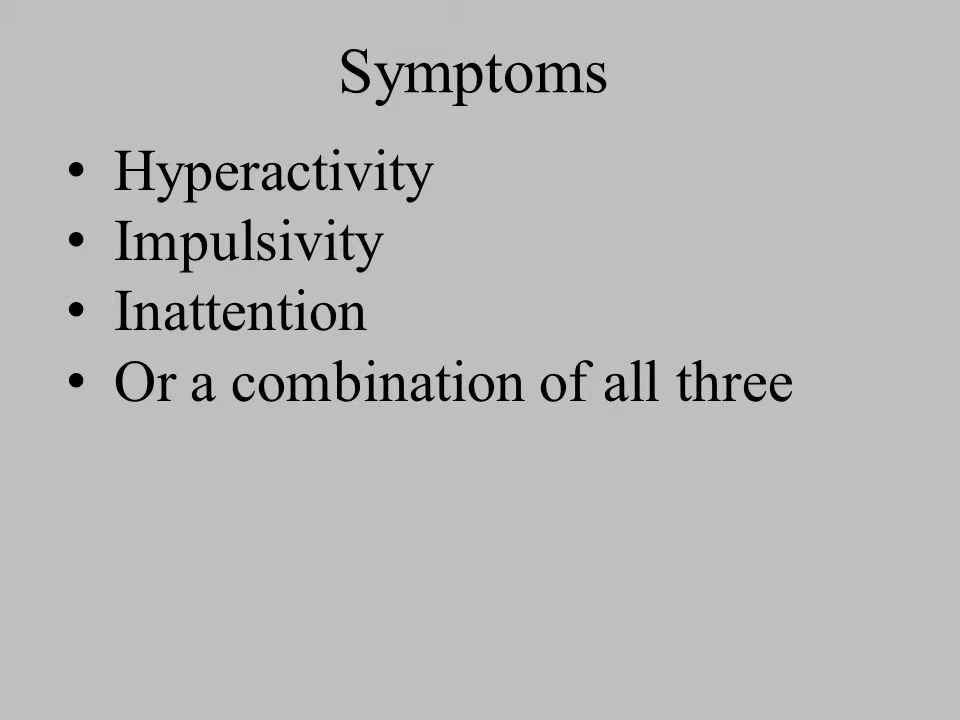 Symptoms
• Hyperactivity
• Impulsivity
• Inattention
• Or a combination of all three